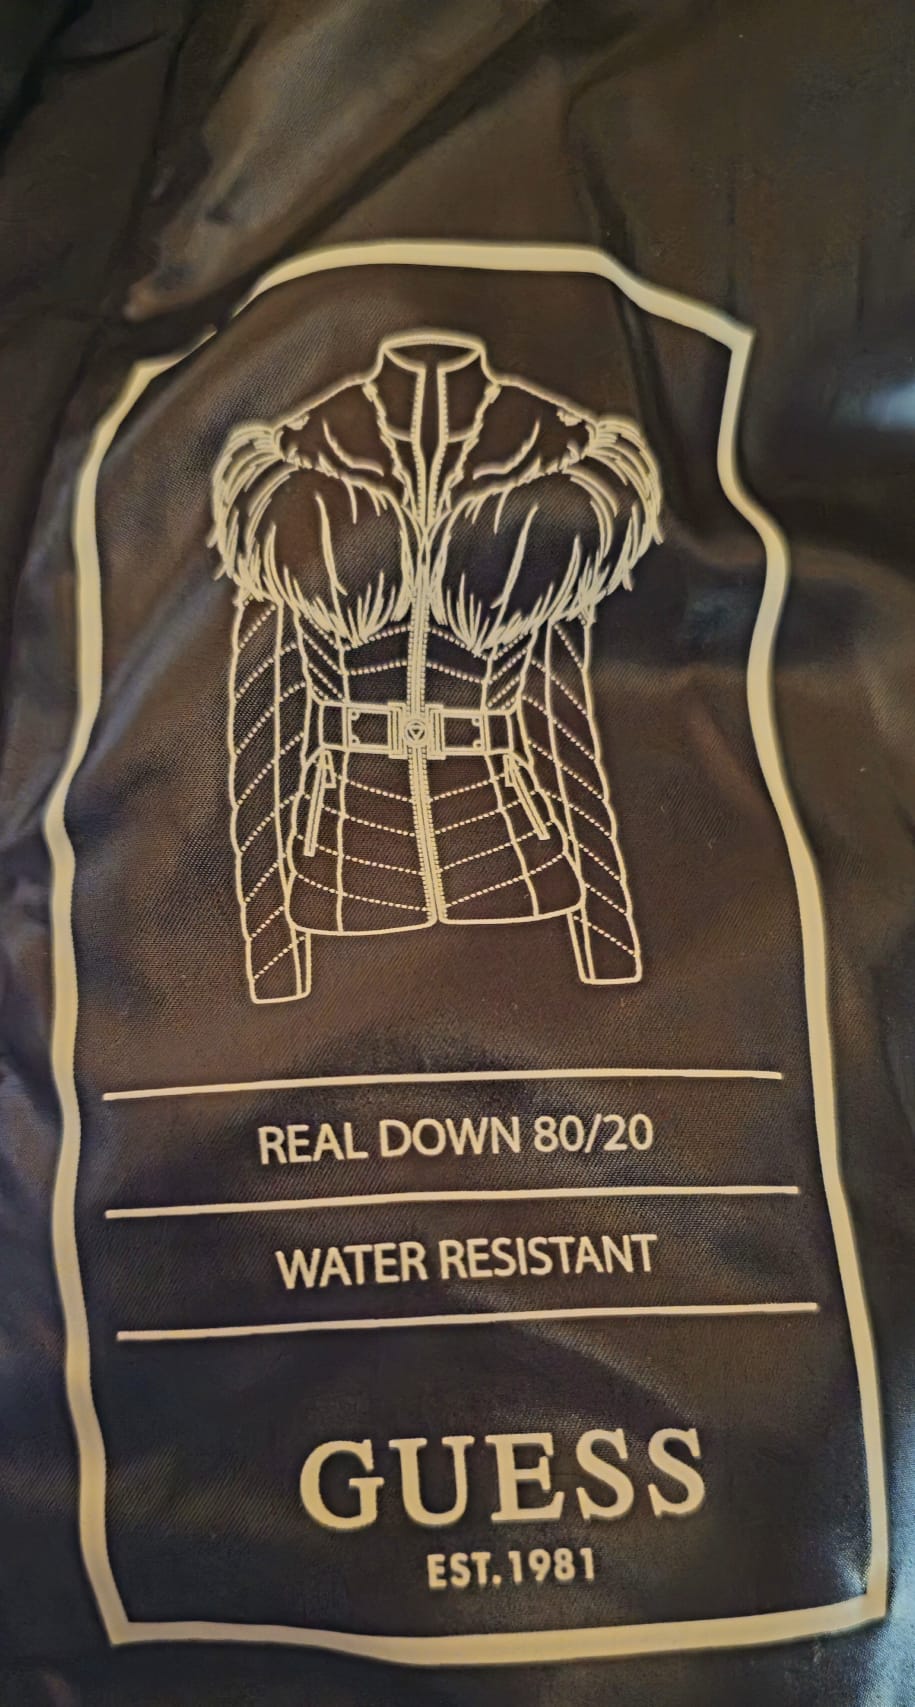 REAL DOWN 80/20
WATER RESISTANT
GUESS
EST.1981